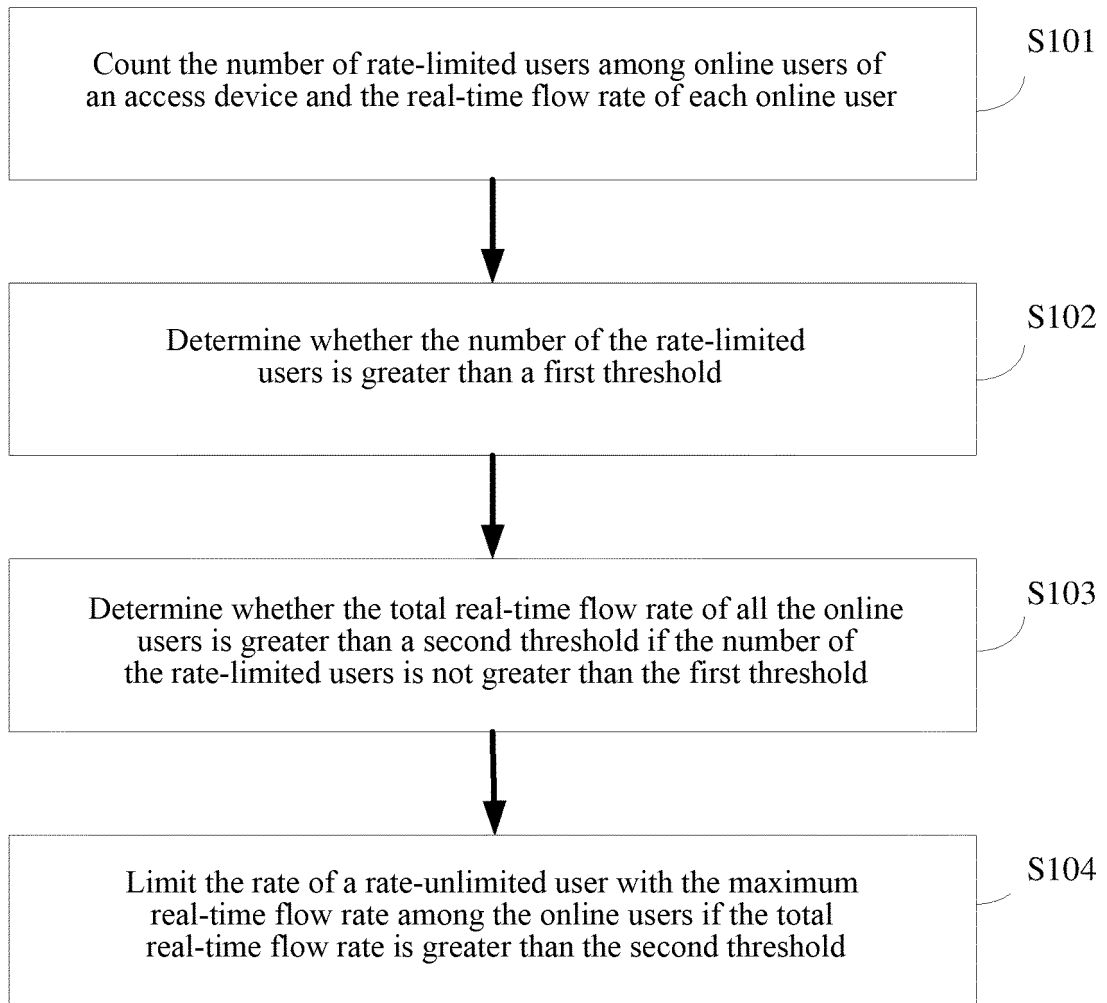 Count the number of rate-limited users among online users of
an access device and the real-time flow rate of each online user
S101
Determine whether the number of the rate-limited
users is greater than a first threshold
S102
Determine whether the total real-time flow rate of all the online
users is greater than a second threshold if the number of
the rate-limited users is not greater than the first threshold
S103
Limit the rate of a rate-unlimited user with the maximum
real-time flow rate among the online users if the total
real-time flow rate is greater than the second threshold
S104